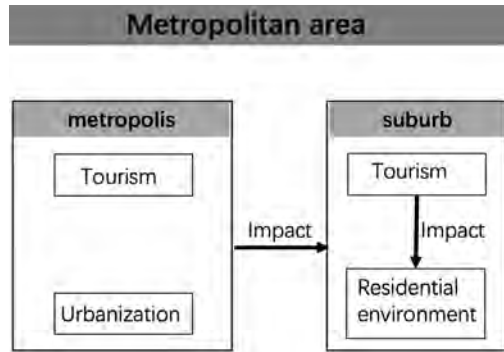 Metropolitan area
metropolis
suburb
Tourism
Tourism
Impact
Impact
Urbanization
Residential
environment